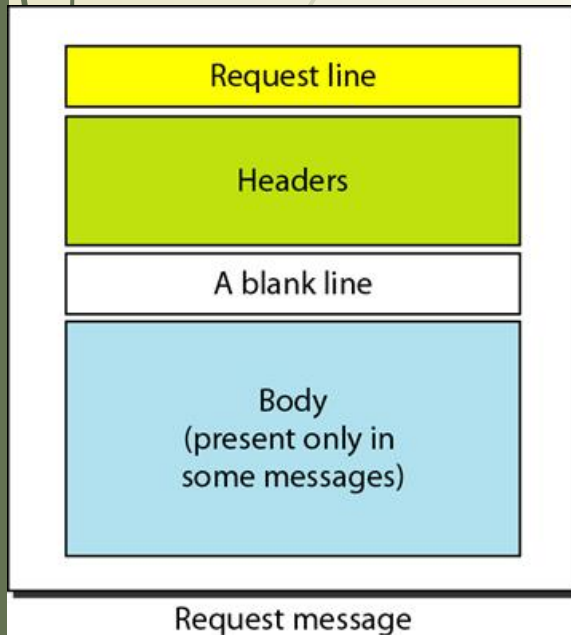 Request line
Headers
A blank line
Body
(present only in
some messages)
Request message